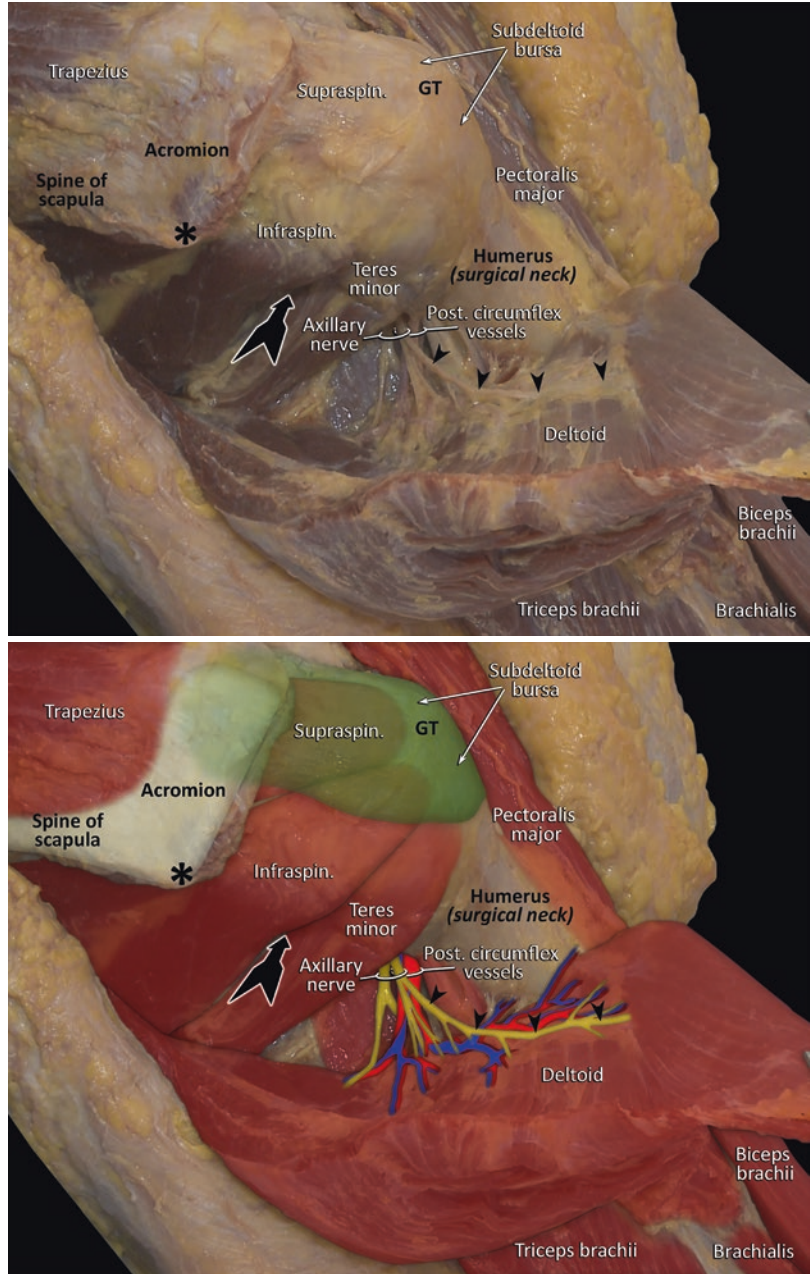 Subdeltoid
bursa
Trapezius
Supraspin.
GT
Acromion
Pectoralis
major
Spine of
scapula
*
Infraspin.
Humerus
(surgical neck)
Teres
minor
Axillary
nerve
Post. circumflex
vessels
Deltoid
Biceps
brachii
Triceps brachii
Brachialis
Subdeltoid
bursa
Trapezius
Supraspin.
GT
Acromion
Pectoralis
major
Spine of
scapula
*
Infraspin.
Humerus
(surgical neck)
Teres
minor
Axillary
nerve
Post. circumflex
vessels
Deltoid
Biceps
brachii
Triceps brachii
Brachialis